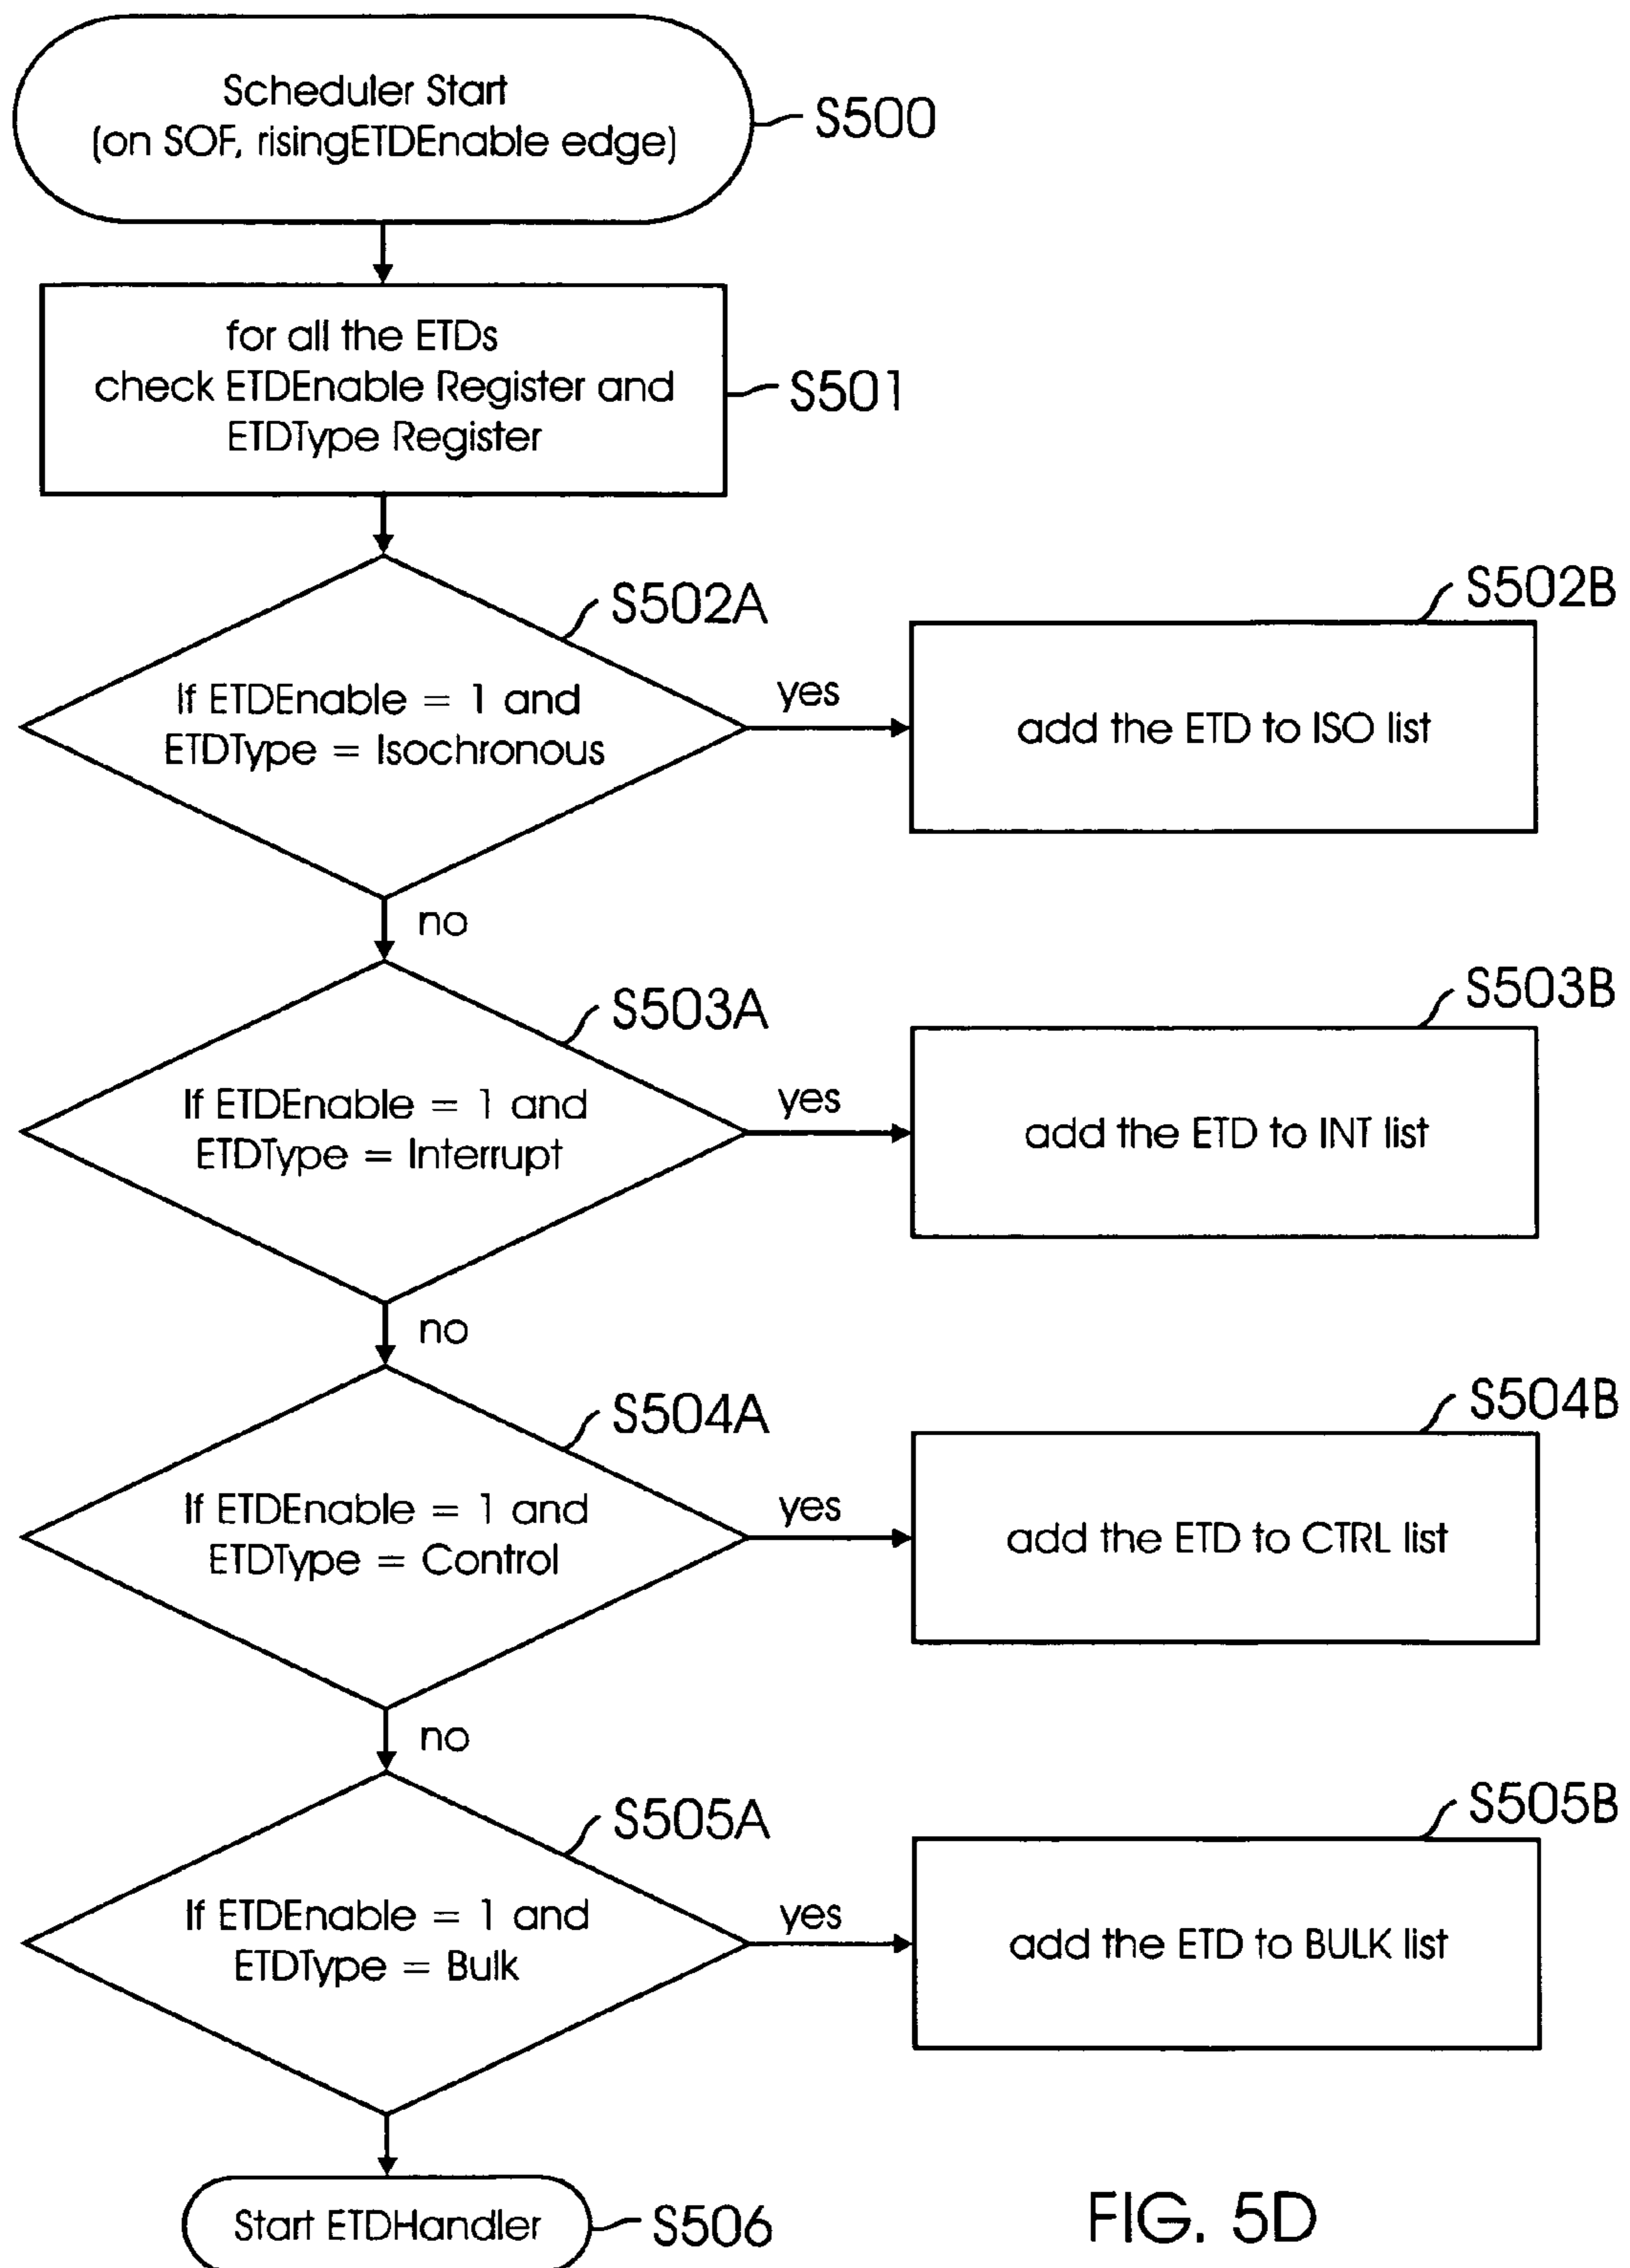 Scheduler Start
(on SOF, risingETDEnable edge)
S500
for all the ETDs
check ETDEnable Register and
ETDType Register
S501
S502A
If ETDEnable = 1 and
ETDType = Isochronous
yes
S502B
add the ETD to ISO list
no
S503A
If ETDEnable = 1 and
ETDType = Interrupt
yes
S503B
add the ETD to INT list
no
S504A
If ETDEnable = 1 and
ETDType = Control
yes
S504B
add the ETD to CTRL list
no
S505A
If ETDEnable = 1 and
ETDType = Bulk
yes
S505B
add the ETD to BULK list
Start ETDHandler
S506
FIG. 5D